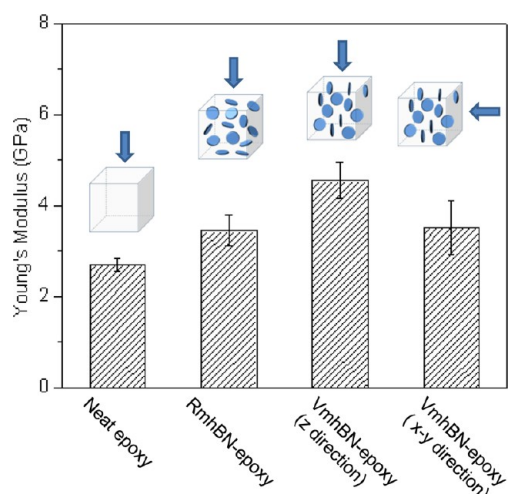 8
6
4
2
0
Young's Modulus (GPa)
Neat epoxy
RmhBN-epoxy
VmhBN-epoxy
(z direction)
VmhBN-epoxy
( x-y direction)